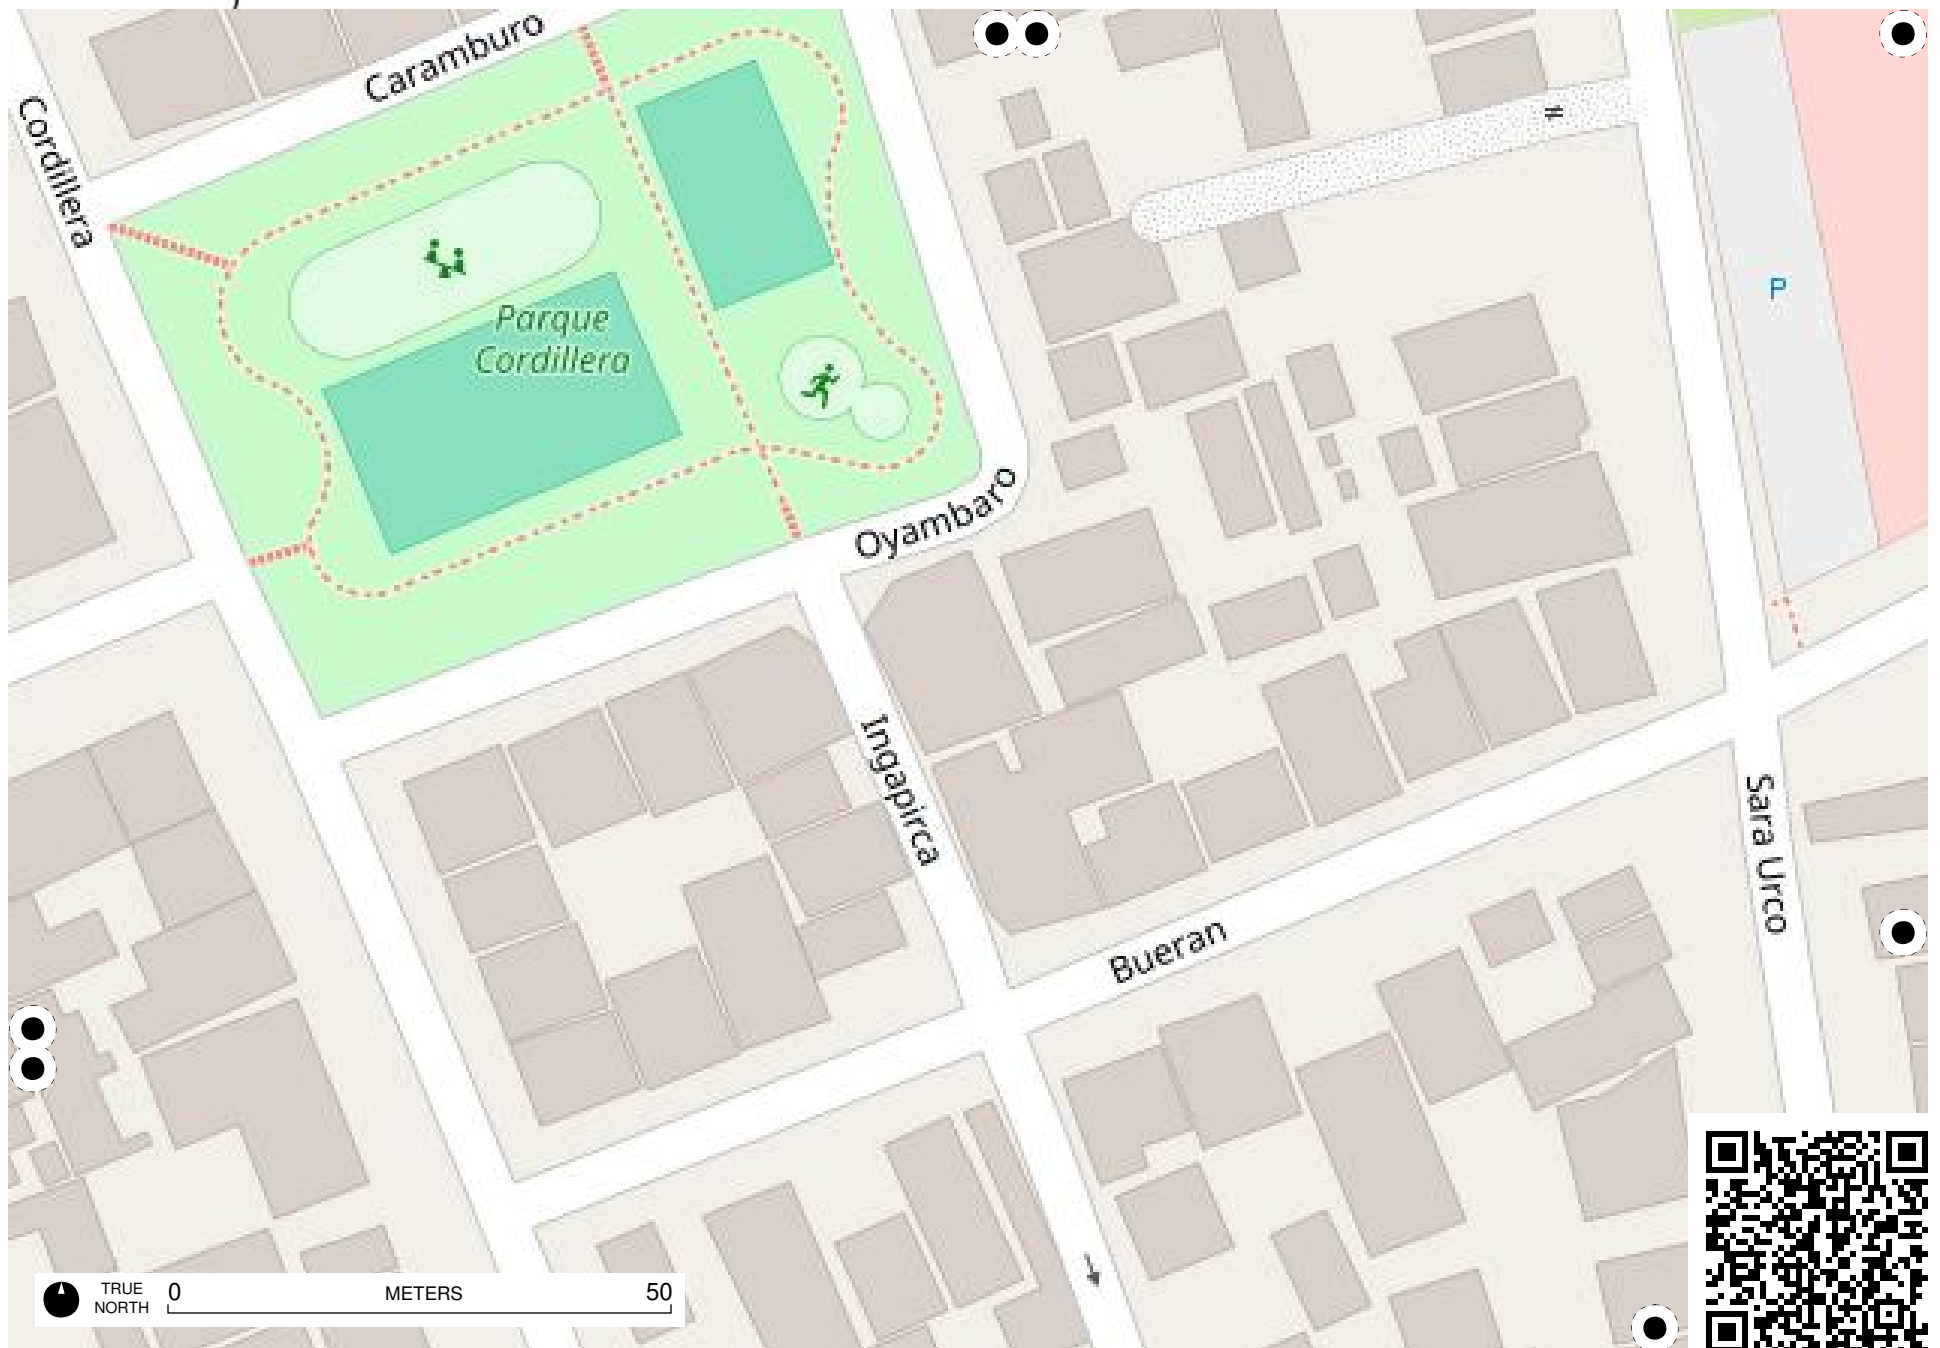 Caramburo
Cordillera
Parque
Cordillera
P
Oyambaro
Ingapirca
Sara Urco
Bueran
TRUE
NORTH
0
METERS
50